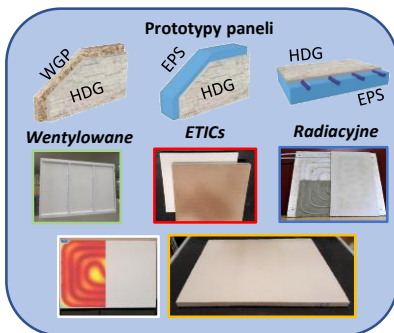 Prototypy paneli
WGP
HDG
EPS
HDG
HDG
EPS
Wentylowane
ETICs
Radiacyjne